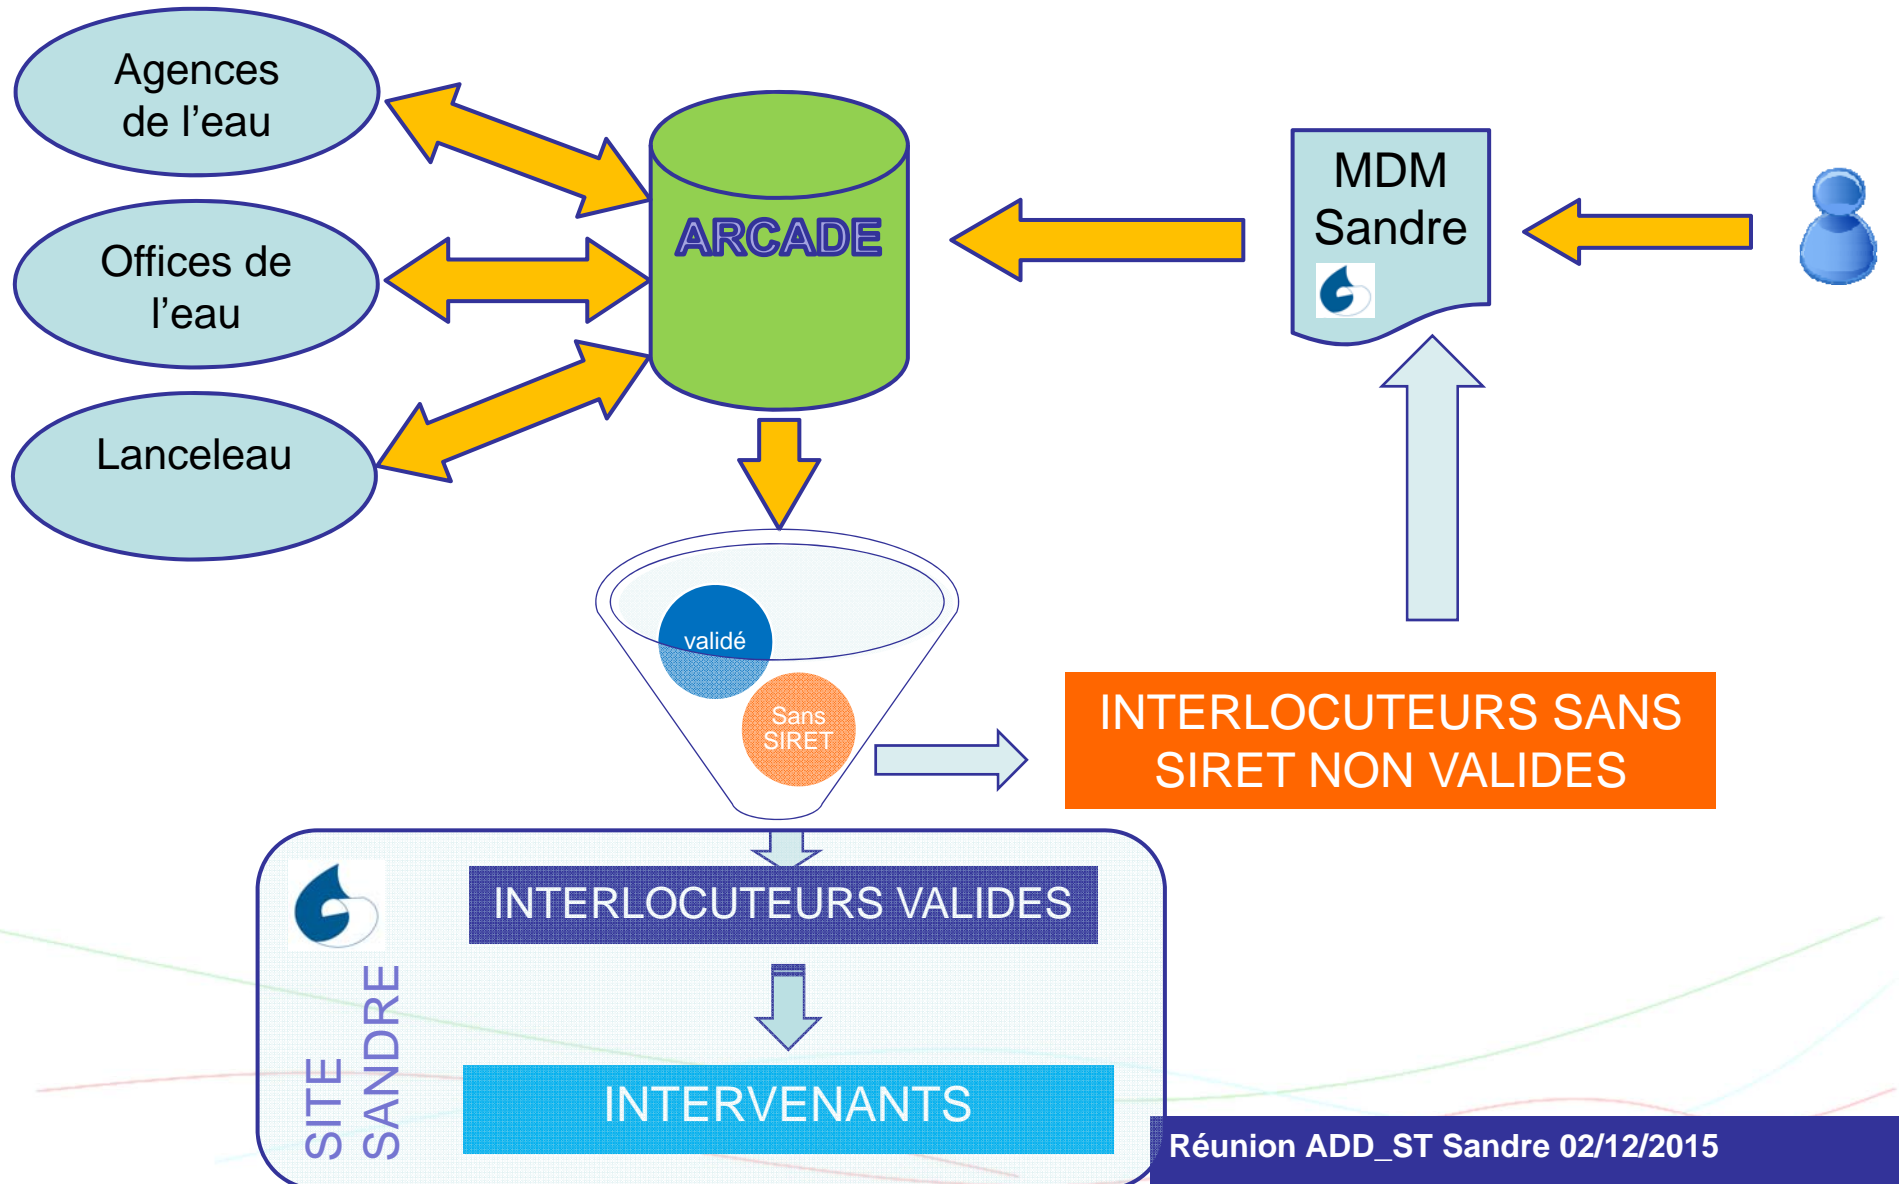 Agences
de l’eau
Offices de
l’eau
Lanceleau
ARCADE
MDM
Sandre
validé
Sans
SIRET
INTERLOCUTEURS SANS
SIRET NON VALIDES
INTERLOCUTEURS VALIDES
SITE
SANDRE
INTERVENANTS
Réunion ADD_ST Sandre 02/12/2015